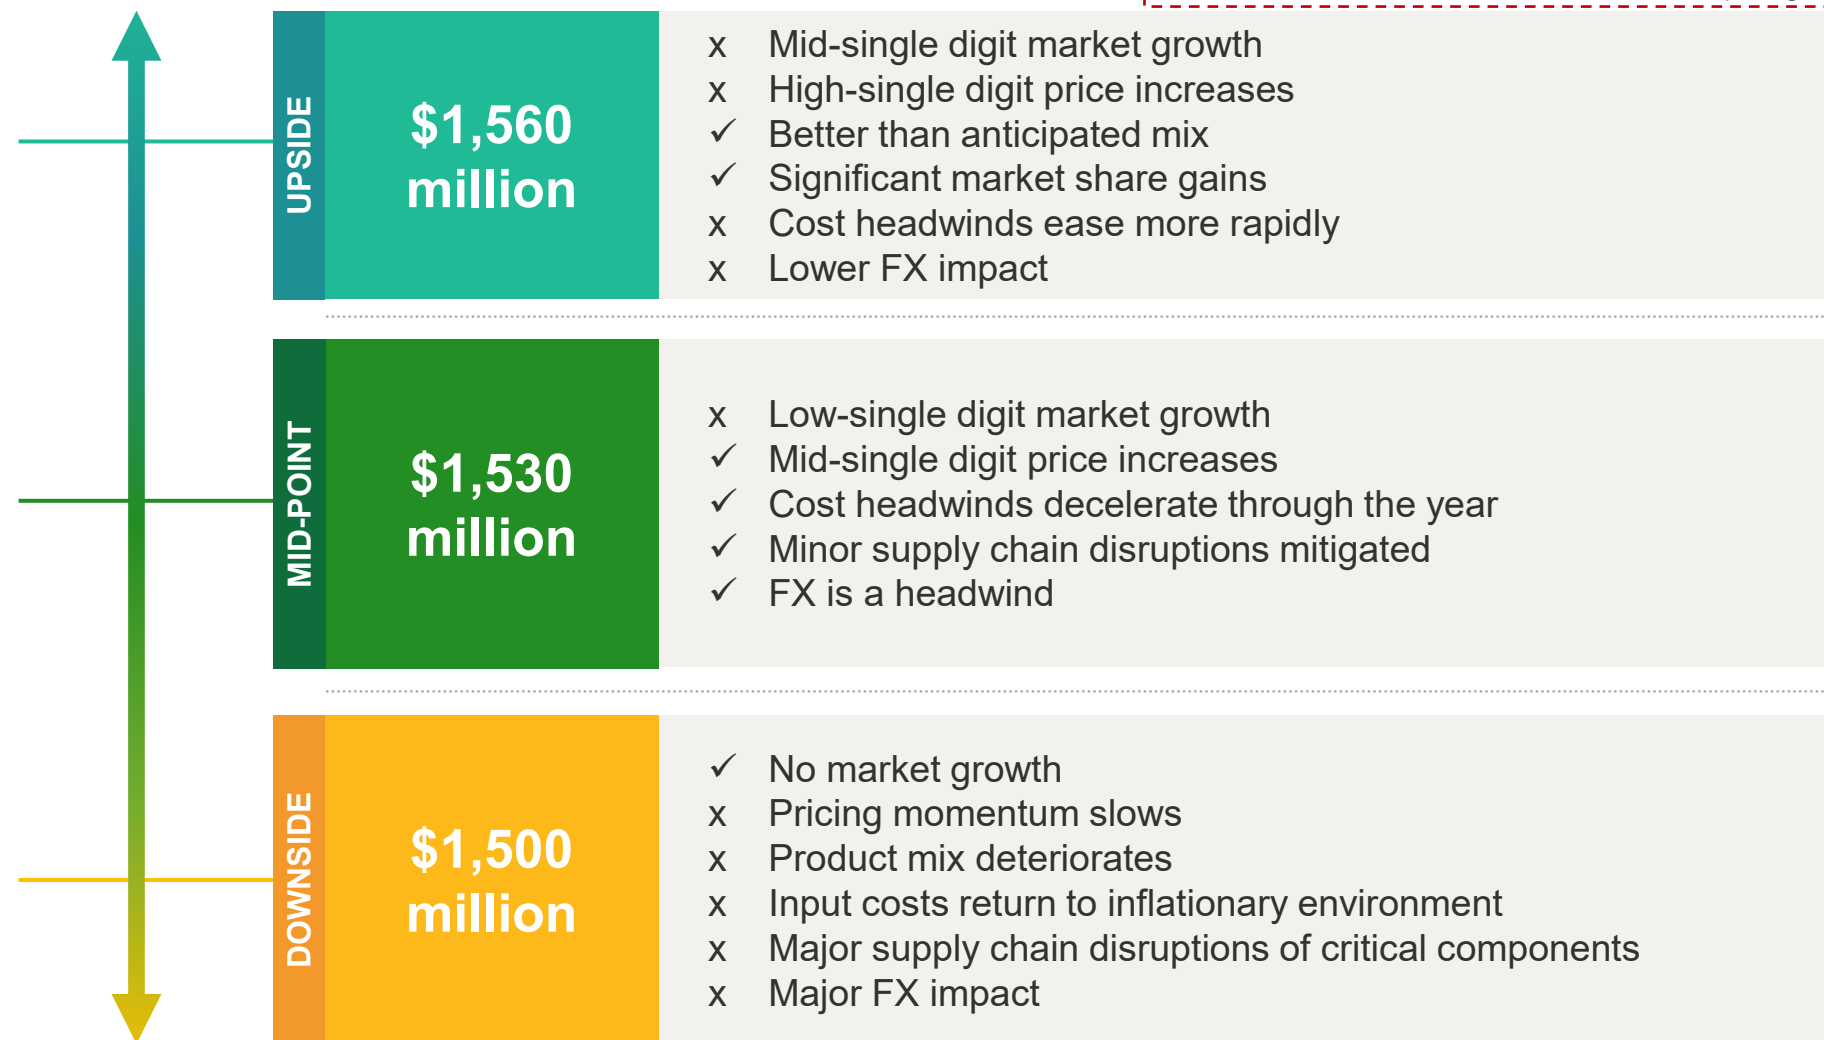 UPSIDE
$1,560
million
x Mid-single digit market growth
x High-single digit price increases
✓ Better than anticipated mix
✓ Significant market share gains
x Cost headwinds ease more rapidly
x Lower FX impact
MID-POINT
$1,530
million
x Low-single digit market growth
✓ Mid-single digit price increases
✓ Cost headwinds decelerate through the year
✓ Minor supply chain disruptions mitigated
✓ FX is a headwind
DOWNSIDE
$1,500
million
✓ No market growth
x Pricing momentum slows
x Product mix deteriorates
x Input costs return to inflationary environment
x Major supply chain disruptions of critical components
x Major FX impact